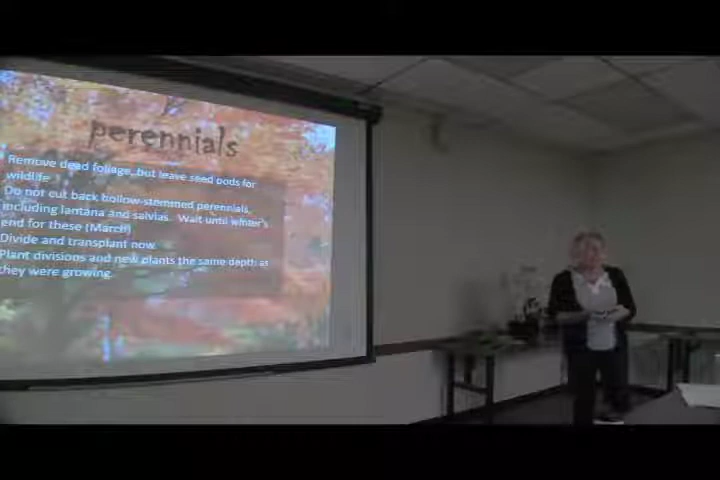 perennials
Remove dead foliage, but leave seed pods for
wildlife
Do not cut back hollow-stemmed perennials,
including lantana and salvias. Wait until winter's
end for these (March)
Divide and transplant now
Plant divisions and new plants the same depth as
they were growing.